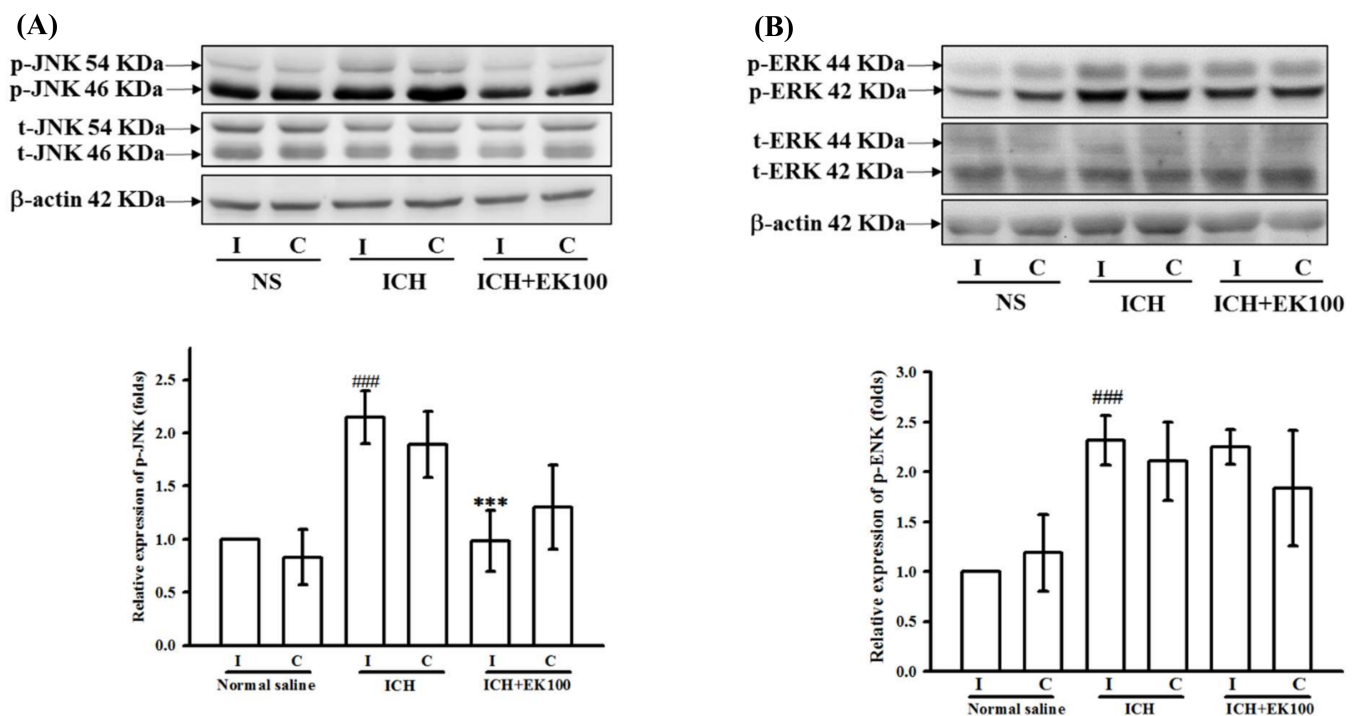 (A)
p-JNK 54 KDa
p-JNK 46 KDa
t-JNK 54 KDa
t-JNK 46 KDa
β-actin 42 KDa
I C I C I C
NS ICH ICH+EK100
Relative expression of p-JNK (folds)
2.5
2.0
1.5
1.0
0.5
0.0
###
***
I C I C I C
Normal saline ICH ICH+EK100
(B)
p-ERK 44 KDa
p-ERK 42 KDa
t-ERK 44 KDa
t-ERK 42 KDa
β-actin 42 KDa
I C I C I C
NS ICH ICH+EK100
Relative expression of p-ENK (folds)
3.0
2.5
2.0
1.5
1.0
0.5
0.0
###
I C I C I C
Normal saline ICH ICH+EK100